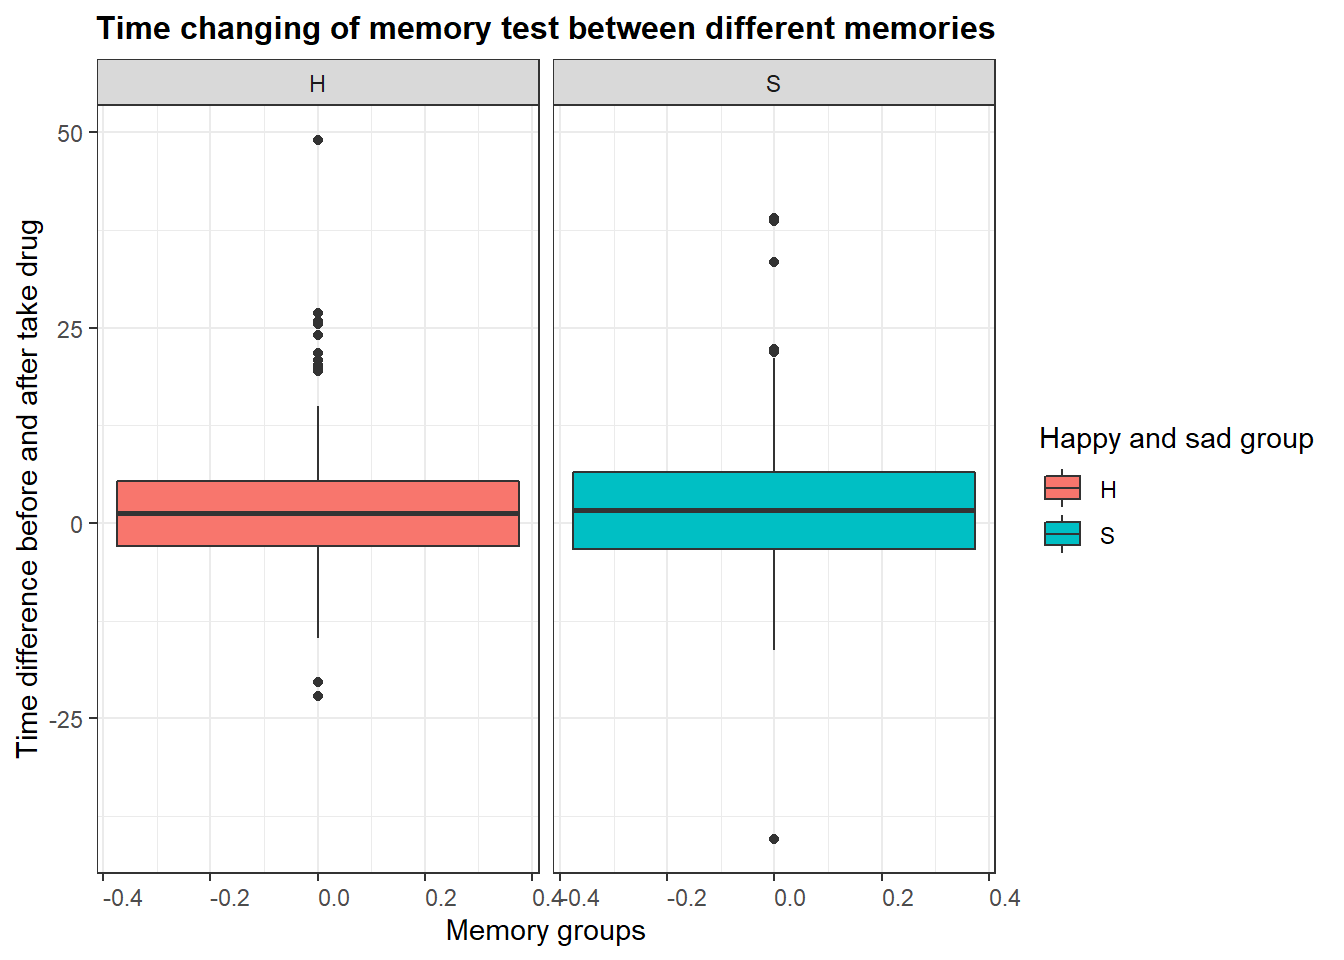 Time changing of memory test between different memories
H
S
50
25
0
-25
Time difference before and after take drug
-0.4
-0.2
0.0
0.2
0.4
-0.4
-0.2
0.0
0.2
0.4
Memory groups
Happy and sad group
H
S